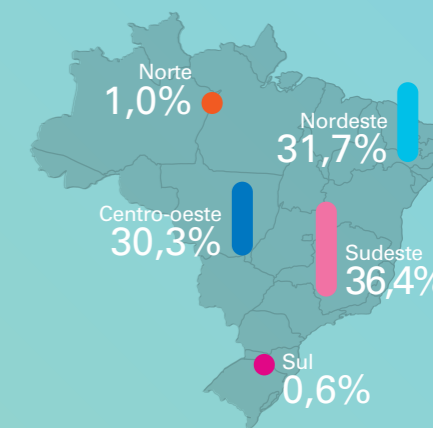 Norte
1,0%
Nordeste
31,7%
Centro-oeste
30,3%
Sudeste
36,4%
Sul
0,6%